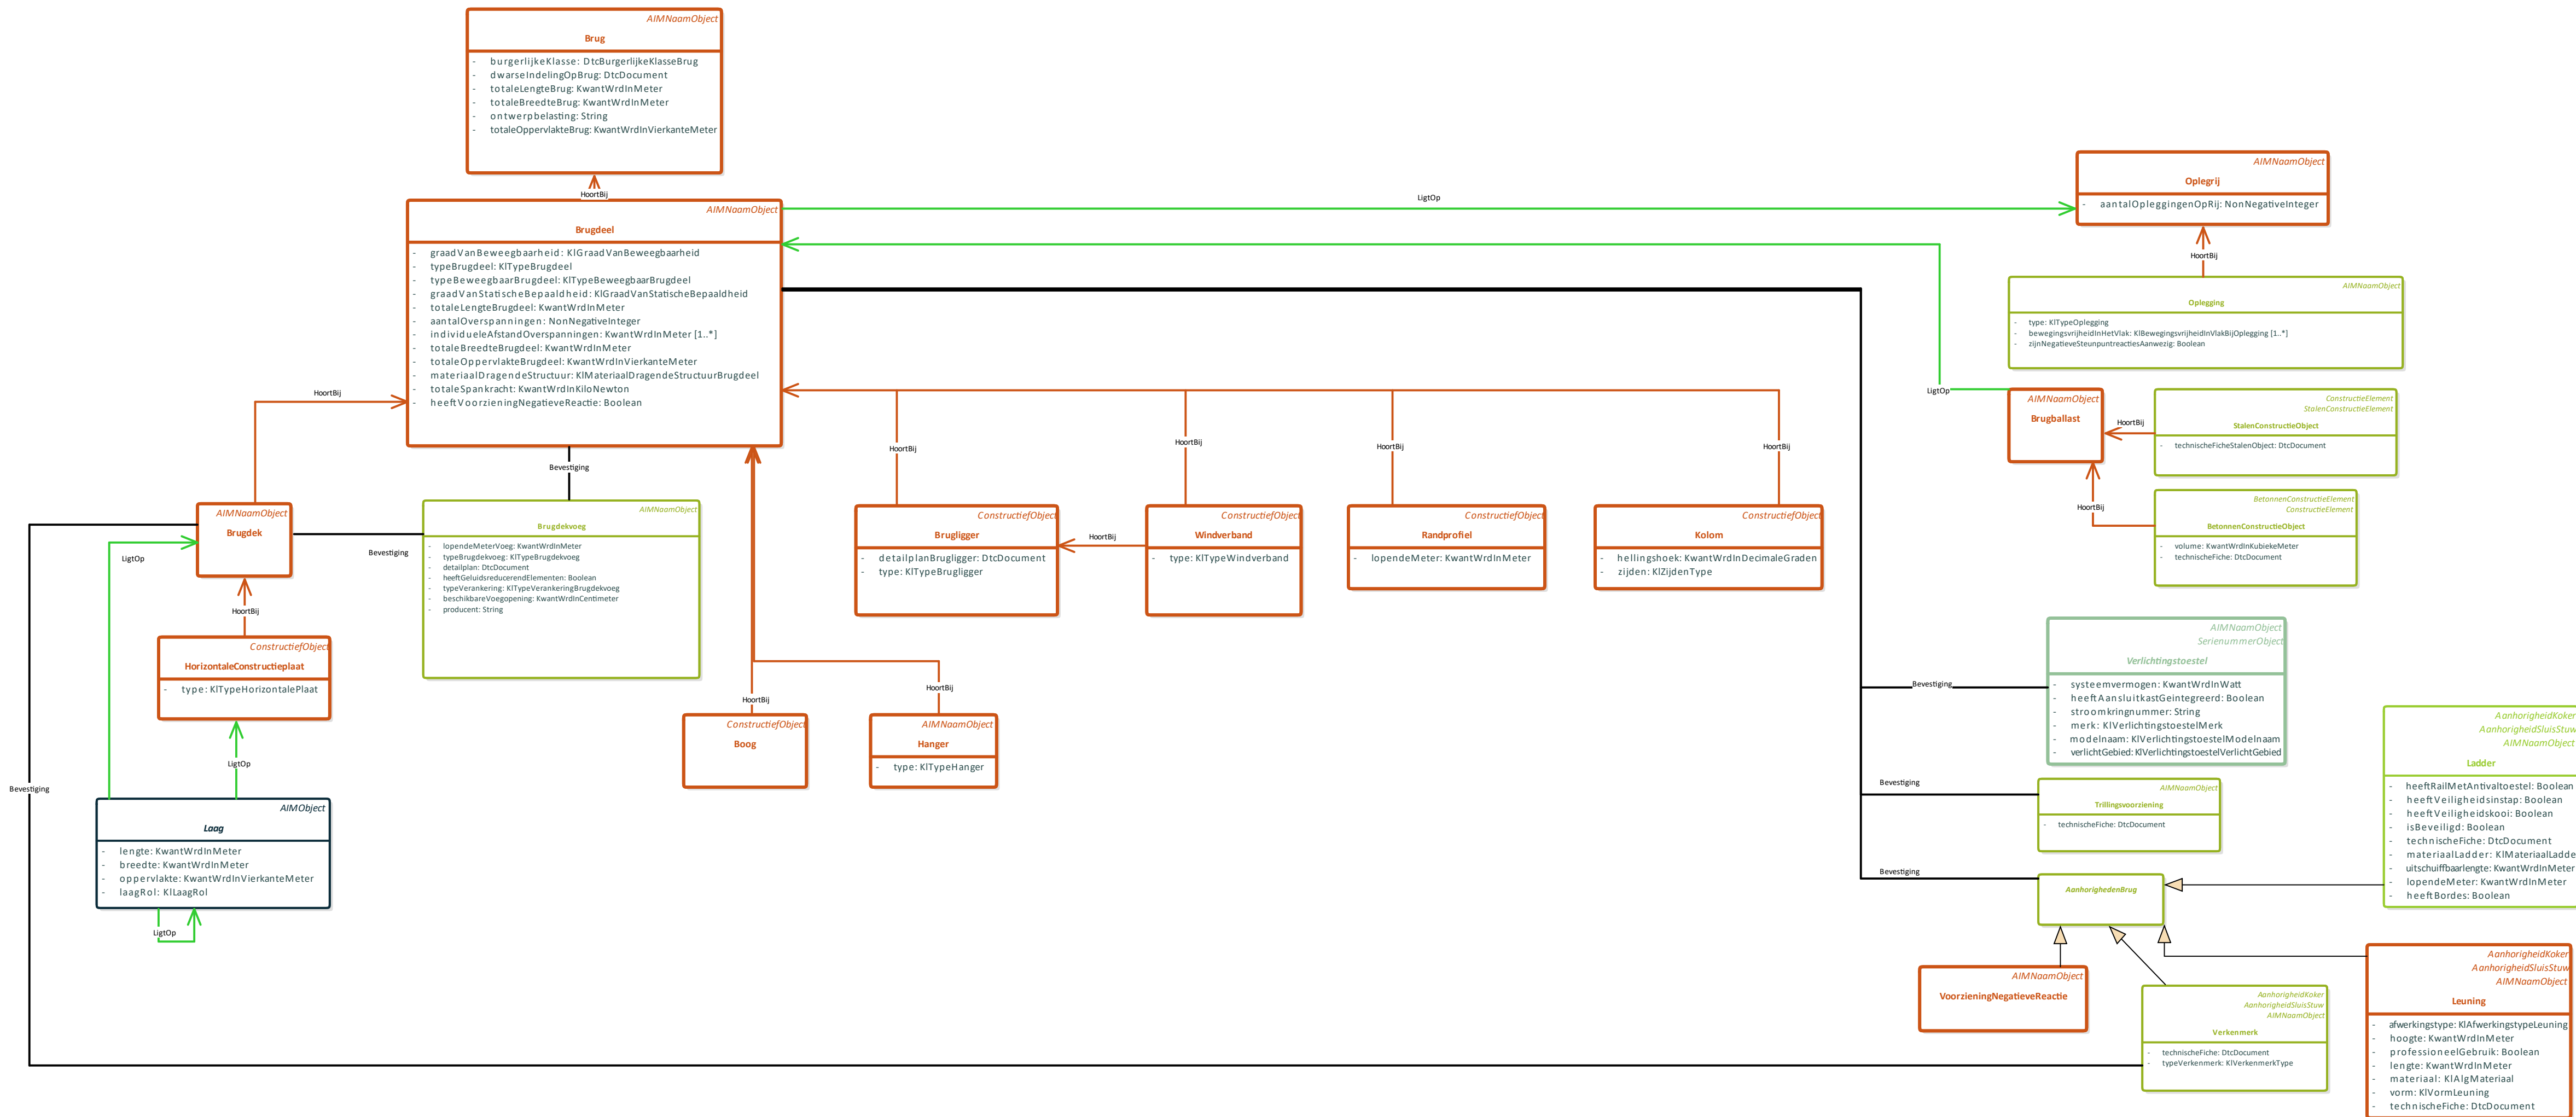 AIMNaamObject
Brug
- burgerlijkeKlasse: DtcBurgerlijkeKlasseBrug
- dwarseIndelingOpBrug: DtcDocument
- totaleLengteBrug: KwantWrdInMeter
- totaleBreedteBrug: KwantWrdInMeter
- ontwerpbelasting: String
- totaleOppervlakteBrug: KwantWrdInVierkanteMeter
HoortBij
AIMNaamObject
Brugdeel
- graadVanBeweegbaarheid: KlGraadVanBeweegbaarheid
- typeBrugdeel: KlTypeBrugdeel
- typeBeweegbaarBrugdeel: KlTypeBeweegbaarBrugdeel
- graadVanStatischeBepaaldheid: KlGraadVanStatischeBepaaldheid
- totaleLengteBrugdeel: KwantWrdInMeter
- aantalOverspanningen: NonNegativeInteger
- individueleAfstandOverspanningen: KwantWrdInMeter [1..*]
- totaleBreedteBrugdeel: KwantWrdInMeter
- totaleOppervlakteBrugdeel: KwantWrdInVierkanteMeter
- materiaalDragendeStructuur: KlMateriaalDragendeStructuurBrugdeel
- totaleSpankracht: KwantWrdInKiloNewton
- heeftVoorzieningNegatieveReactie: Boolean
LigtOp
AIMNaamObject
Oplegrij
- aantalOpleggingenOpRij: NonNegativeInteger
HoortBij
AIMNaamObject
Oplegging
- type: KlTypeOplegging
- bewegingsvrijheidInHetVlak: KlBewegingsvrijheidInVlakBijOplegging [1..*]
- zijnNegatieveSteunpuntreactiesAanwezig: Boolean
LigtOp
AIMNaamObject
Brugballast
HoortBij
ConstructieElement
StalenConstructieElement
StalenConstructieObject
- technischeFicheStalenObject: DtcDocument
HoortBij
BetonnenConstructieElement
ConstructieElement
BetonnenConstructieObject
- volume: KwantWrdInKubiekeMeter
- technischeFiche: DtcDocument
HoortBij
Bevestiging
AIMNaamObject
Brugdek
Bevestiging
AIMNaamObject
Brugdekvoeg
- lopendeMeterVoeg: KwantWrdInMeter
- typeBrugdekvoeg: KlTypeBrugdekvoeg
- detailplan: DtcDocument
- heeftGeluidsreducerendElementen: Boolean
- typeVerankering: KlTypeVerankeringBrugdekvoeg
- beschikbareVoegopening: KwantWrdInCentimeter
- producent: String
HoortBij
HoortBij
HoortBij
HoortBij
ConstructiefObject
Brugligger
- detailplanBrugligger: DtcDocument
- type: KlTypeBrugligger
HoortBij
ConstructiefObject
Windverband
- type: KlTypeWindverband
ConstructiefObject
Randprofiel
- lopendeMeter: KwantWrdInMeter
ConstructiefObject
Kolom
- hellingshoek: KwantWrdInDecimaleGraden
- zijden: KlZijdenType
LigtOp
HoortBij
ConstructiefObject
HorizontaleConstructieplaat
- type: KlTypeHorizontalePlaat
HoortBij
ConstructiefObject
Boog
HoortBij
AIMNaamObject
Hanger
- type: KlTypeHanger
LigtOp
Bevestiging
AIMObject
Laag
- lengte: KwantWrdInMeter
- breedte: KwantWrdInMeter
- oppervlakte: KwantWrdInVierkanteMeter
- laagRol: KlLaagRol
LigtOp
Bevestiging
AIMNaamObject
SerienummerObject
Verlichtingstoestel
- systeemvermogen: KwantWrdInWatt
- heeftAansluitkastGeintegreerd: Boolean
- stroomkringnummer: String
- merk: KlVerlichtingstoestelMerk
- modelnaam: KlVerlichtingstoestelModelnaam
- verlichtGebied: KlVerlichtingstoestelVerlichtGebied
Bevestiging
AIMNaamObject
Trillingsvoorziening
- technischeFiche: DtcDocument
Bevestiging
AanhorighedenBrug
AanhorigheidKoker
AanhorigheidSluisStuw
AIMNaamObject
Ladder
- heeftRailMetAntivaltoestel: Boolean
- heeftVeiligheidsinstap: Boolean
- heeftVeiligheidskooi: Boolean
- isBeveiligd: Boolean
- technischeFiche: DtcDocument
- materiaalLadder: KlMateriaalLadde
- uitschuiffbaarlengte: KwantWrdInMeter
- lopendeMeter: KwantWrdInMeter
- heeftBordes: Boolean
AIMNaamObject
VoorzieningNegatieveReactie
AanhorigheidKoker
AanhorigheidSluisStuw
AIMNaamObject
Verkenmerk
- technischeFiche: DtcDocument
- typeVerkenmerk: KlVerkenmerkType
AanhorigheidKoker
AanhorigheidSluisStuw
AIMNaamObject
Leuning
- afwerkingstype: KlAfwerkingstypeLeuning
- hoogte: KwantWrdInMeter
- professioneelGebruik: Boolean
- lengte: KwantWrdInMeter
- materiaal: KlAlgMateriaal
- vorm: KlVormLeuning
- technischeFiche: DtcDocument